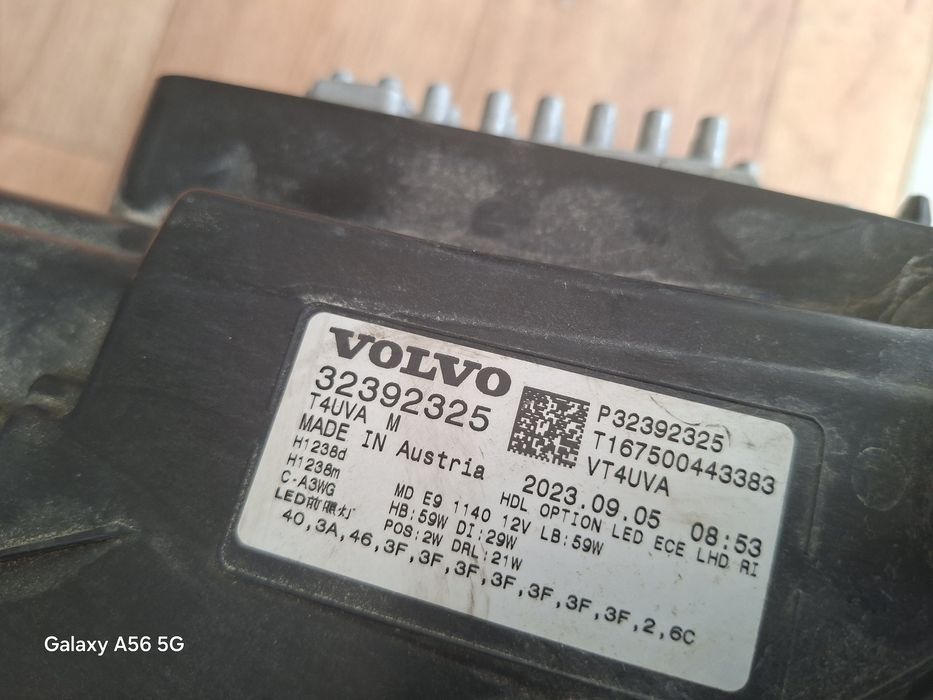 VOLVO
32392325
T4UVA M
MADE IN Austria
P32392325
T167500443383
VT4UVA
2023.09.05 08:53
H1238d
H1238m
C-A3WG
LED前照灯
HDL OPTION LED ECE LHD RI
MD E9 1140 12V LB:59W
HB:59W DI:29W
POS:2W DRL:21W
40,3A,46,3F,3F,3F,3F,3F,3F,3F,2,6C
Galaxy A56 5G